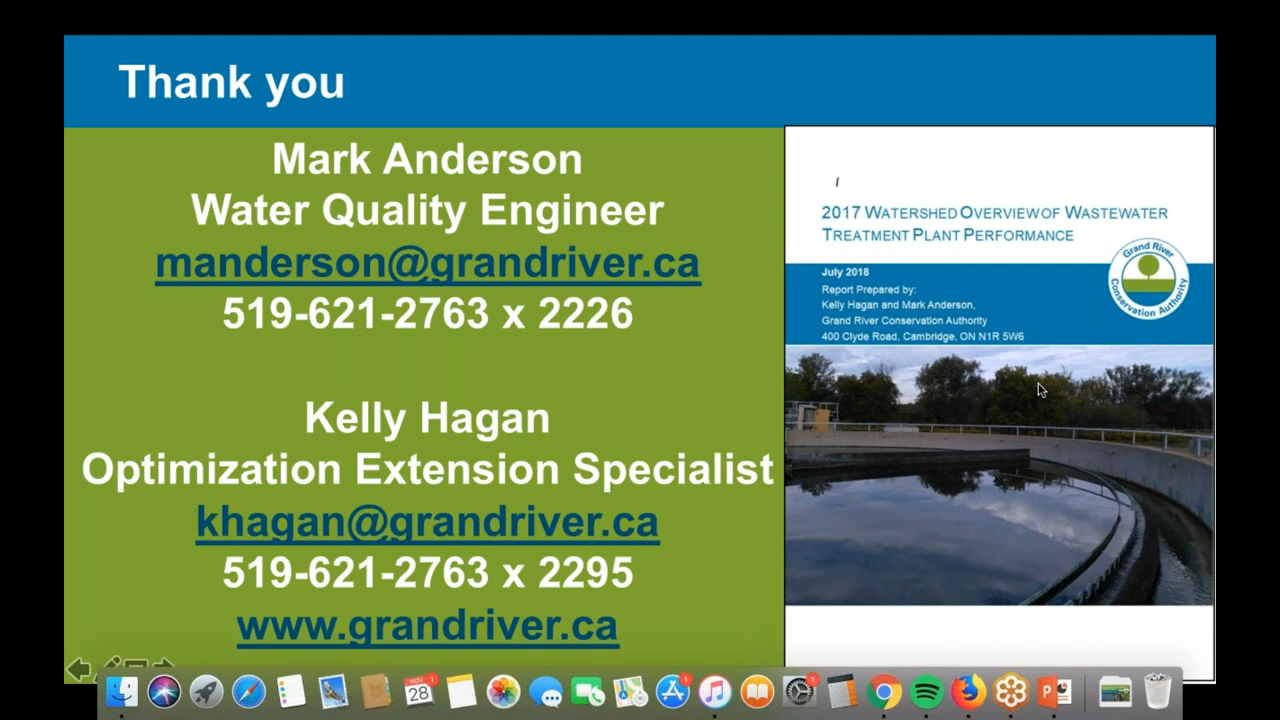 Thank you
Mark Anderson
Water Quality Engineer
manderson@grandriver.ca
519-621-2763 x 2226
Kelly Hagan
Optimization Extension Specialist
khagan@grandriver.ca
519-621-2763 x 2295
www.grandriver.ca
2017 WATERSHED OVERVIEW OF WASTEWATER
TREATMENT PLANT PERFORMANCE
July 2018
Report Prepared by:
Kelly Hagan and Mark Anderson,
Grand River Conservation Authority
400 Clyde Road, Cambridge, ON N1R 5W6
Grand River
Conservation Authority
NOV
28
1
1
1
P